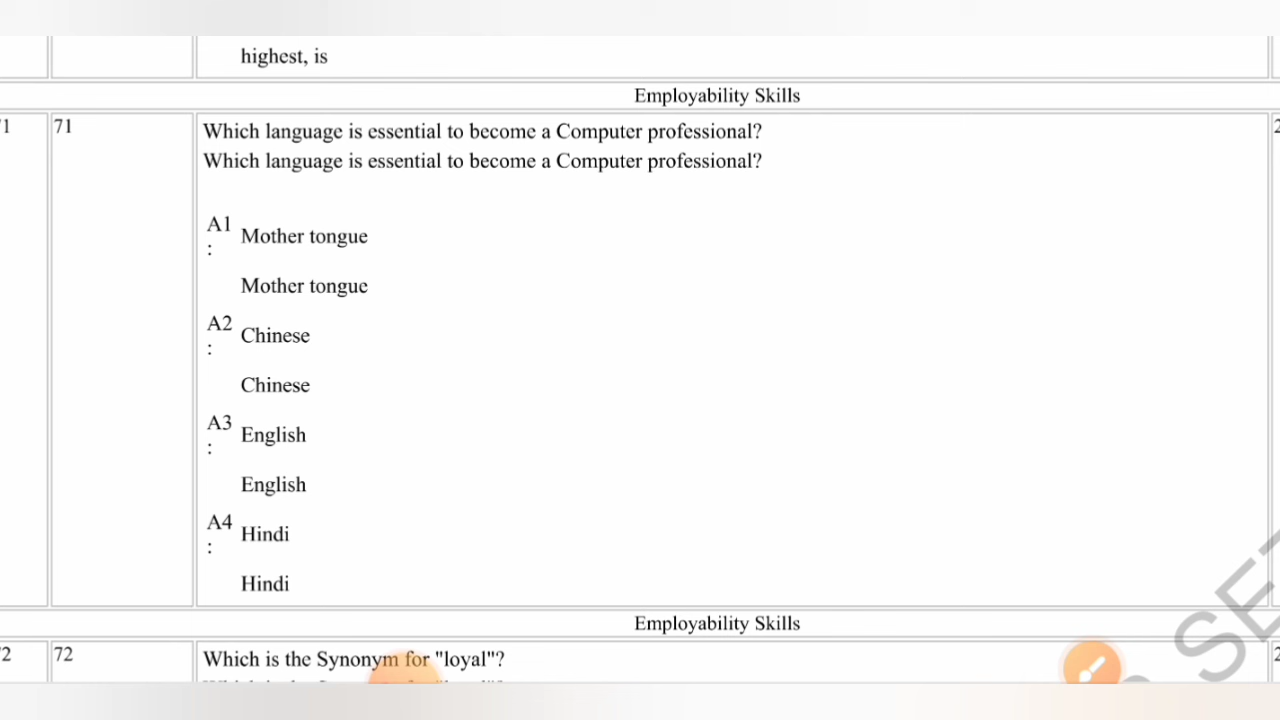 highest, is
Employability Skills
71
Which language is essential to become a Computer professional?
Which language is essential to become a Computer professional?
A1
:
Mother tongue
Mother tongue
A2
:
Chinese
Chinese
A3
:
English
English
A4
:
Hindi
Hindi
Employability Skills
72
Which is the Synonym for "loyal"?
SET